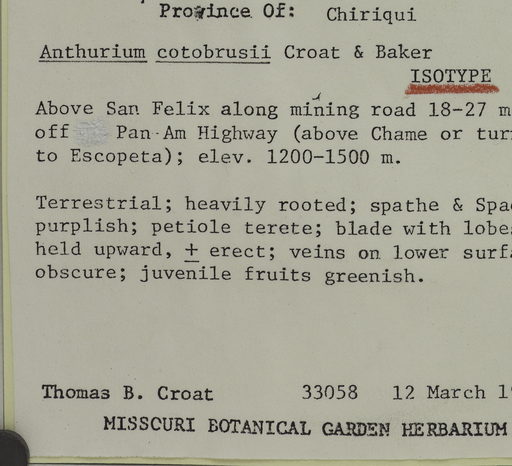 Province Of: Chiriqui
Anthurium cotobrusii Croat & Baker
ISOTYPE
Above San Felix along mining road 18-27 m
off Pan-Am Highway (above Chame or tur
to Escopeta); elev. 1200-1500 m.
Terrestrial; heavily rooted; spathe & Spa
purplish; petiole terete; blade with lobe
held upward, ± erect; veins on lower surf
obscure; juvenile fruits greenish.
Thomas B. Croat 33058 12 March 1
MISSCURI BOTANICAL GARDEN HERBARIUM